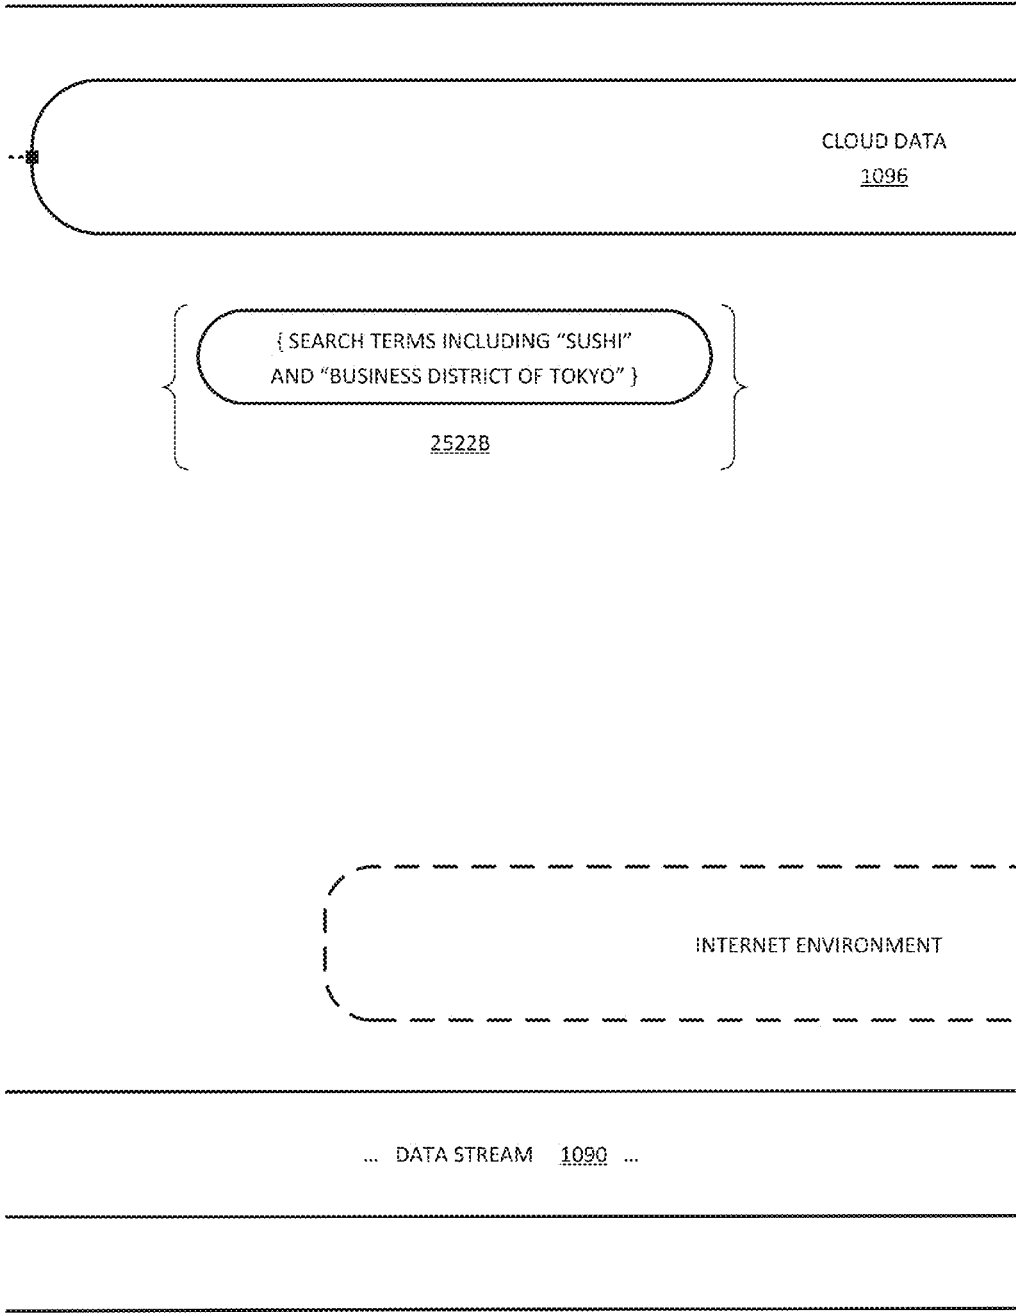 CLOUD DATA
1096
{ SEARCH TERMS INCLUDING “SUSHI”
AND “BUSINESS DISTRICT OF TOKYO” }
2522B
INTERNET ENVIRONMENT
... DATA STREAM 1090 ...